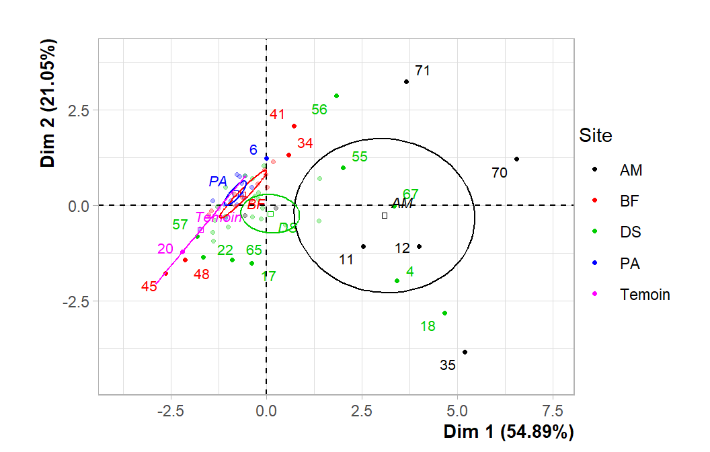 Dim 2 (21.05%)
71
56
41
2.5
34
6
55
70
PA
67
BF
AM
0.0
Temoin
57
DS
20
22
65
11
12
48
17
4
45
-2.5
18
35
-2.5
0.0
2.5
5.0
7.5
Dim 1 (54.89%)
Site
AM
BF
DS
PA
Temoin